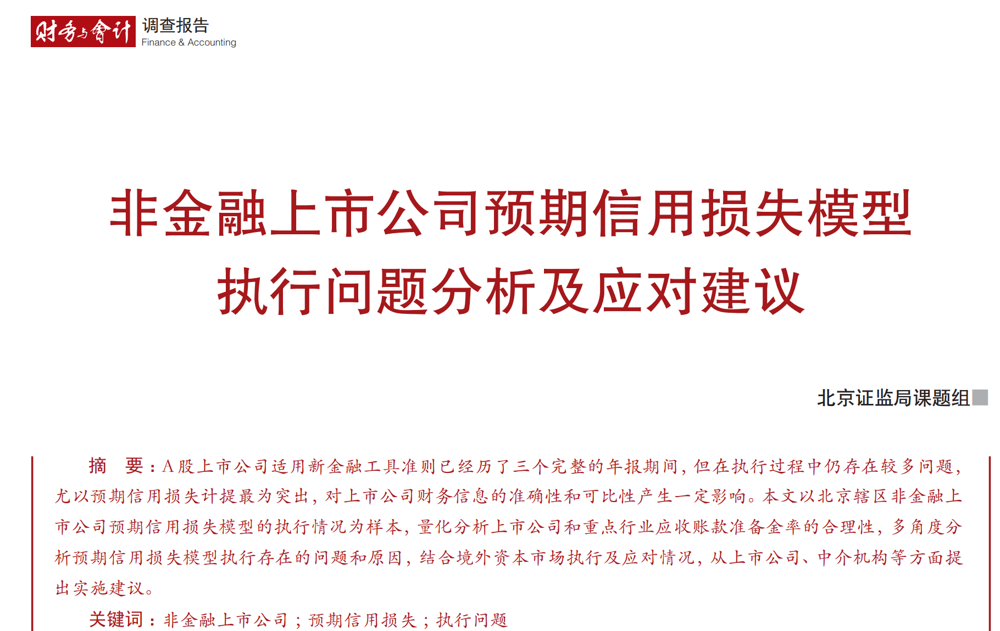 财务与会计
调查报告
Finance & Accounting
非金融上市公司预期信用损失模型
执行问题分析及应对建议
北京证监局课题组
摘 要：A股上市公司适用新金融工具准则已经历了三个完整的年报期间，但在执行过程中仍存在较多问题，
尤以预期信用损失计提最为突出，对上市公司财务信息的准确性和可比性产生一定影响。本文以北京辖区非金融上
市公司预期信用损失模型的执行情况为样本，量化分析上市公司和重点行业应收账款准备金率的合理性，多角度分
析预期信用损失模型执行存在的问题和原因，结合境外资本市场执行及应对情况，从上市公司、中介机构等方面提
出实施建议。
关键词：非金融上市公司；预期信用损失；执行问题